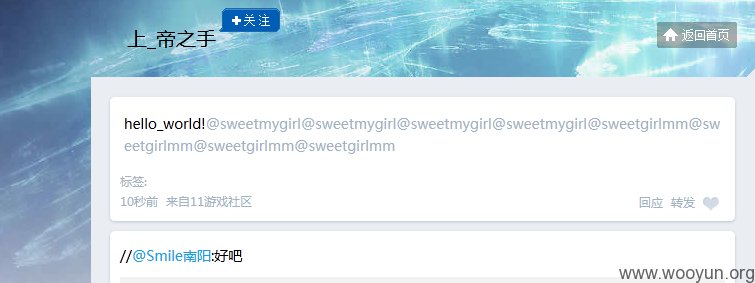 上_帝之手
+关注
返回首页
hello_world!@sweetmygirl@sweetmygirl@sweetmygirl@sweetmygirl@sweetgirlmm@sw
eetgirlmm@sweetgirlmm@sweetgirlmm
标签:
10秒前 来自11游戏社区
回应 转发
//@Smile南阳:好吧
www.wooyun.org